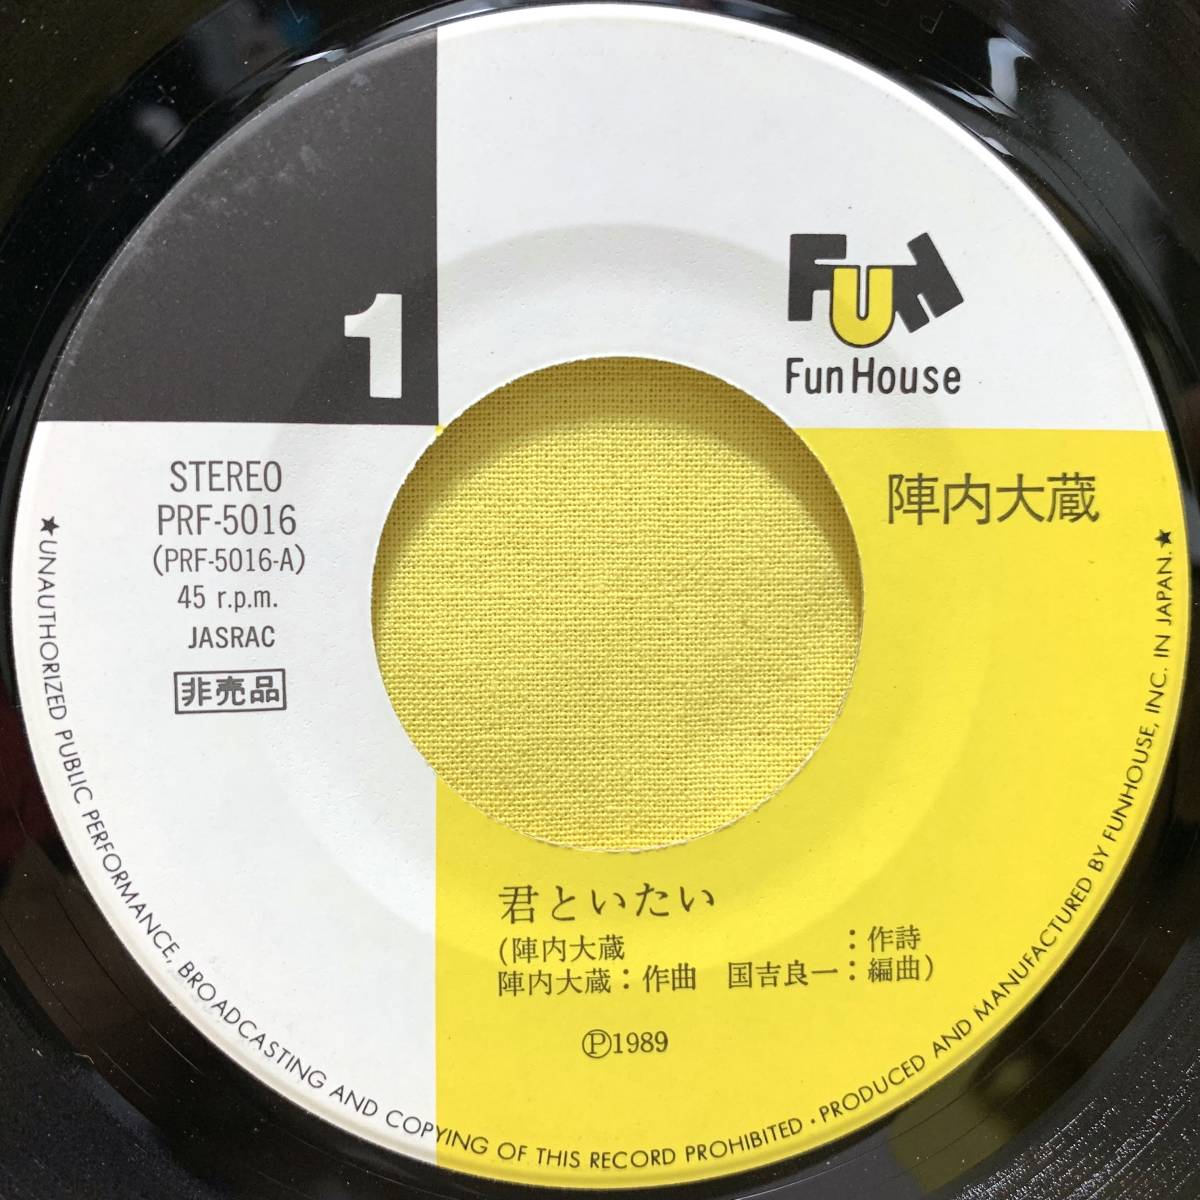 1
Fun
Fun House
STEREO
PRF-5016
(PRF-5016-A)
45 r.p.m.
JASRAC
非売品
陣内大蔵
君といたい
(陣内大蔵 :作詩
陣内大蔵:作曲 国吉良一:編曲)
Ⓟ1989
★UNAUTHORIZED PUBLIC PERFORMANCE, BROADCASTING AND COPYING OF THIS RECORD PROHIBITED・PRODUCED AND MANUFACTURED BY FUNHOUSE, INC. IN JAPAN.★